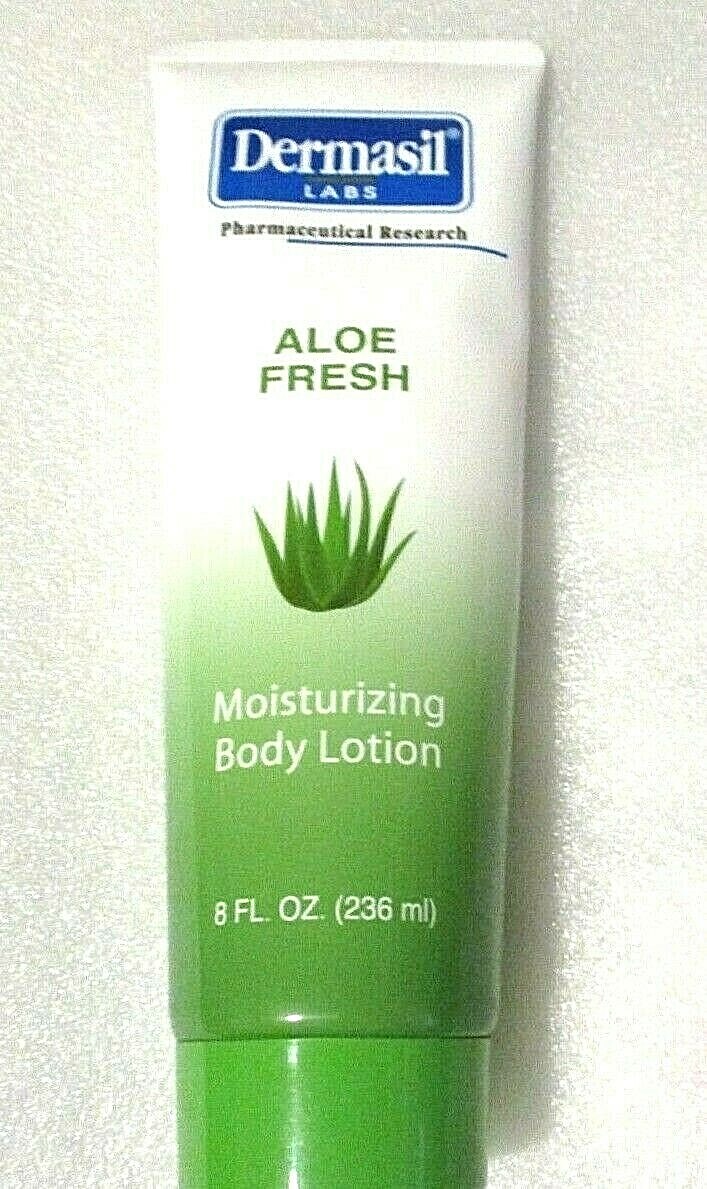 Dermasil®
LABS
Pharmaceutical Research
ALOE
FRESH
Moisturizing
Body Lotion
8 FL. OZ. (236 ml)